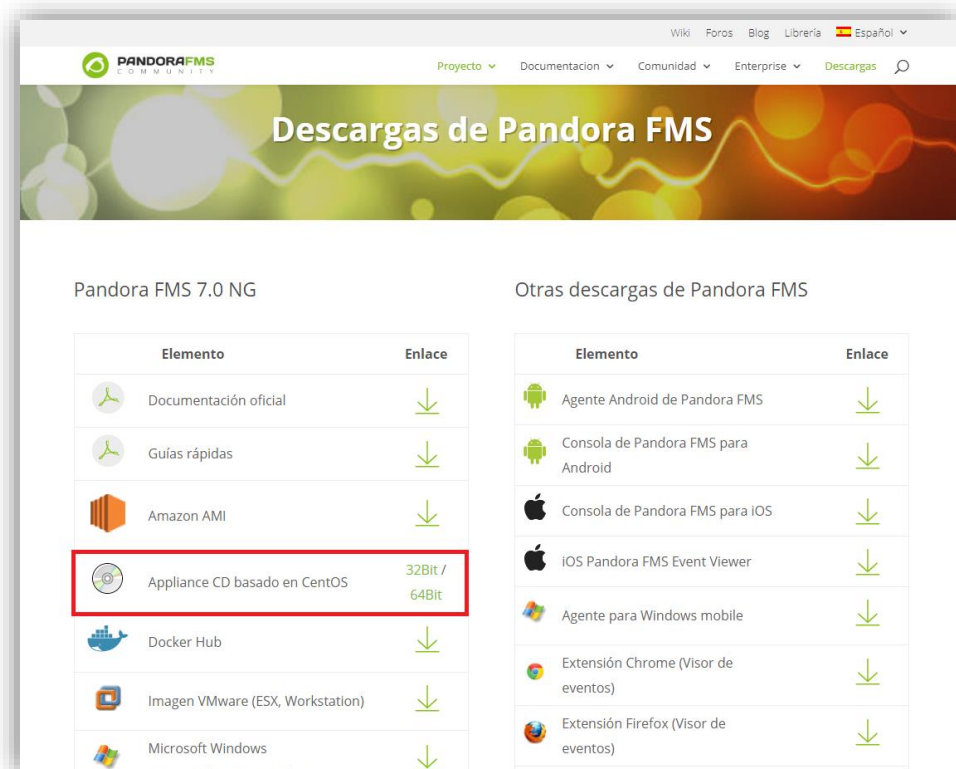 Wiki Foros Blog Librería Español
PANDORAFMS
COMMUNITY
Proyecto Documentacion Comunidad Enterprise Descargas
Descargas de Pandora FMS
Pandora FMS 7.0 NG
Elemento Enlace
Documentación oficial
Guías rápidas
Amazon AMI
Appliance CD basado en CentOS
32Bit /
64Bit
Docker Hub
Imagen VMware (ESX, Workstation)
Microsoft Windows
Otras descargas de Pandora FMS
Elemento Enlace
Agente Android de Pandora FMS
Consola de Pandora FMS para
Android
Consola de Pandora FMS para iOS
iOS Pandora FMS Event Viewer
Agente para Windows mobile
Extensión Chrome (Visor de
eventos)
Extensión Firefox (Visor de
eventos)